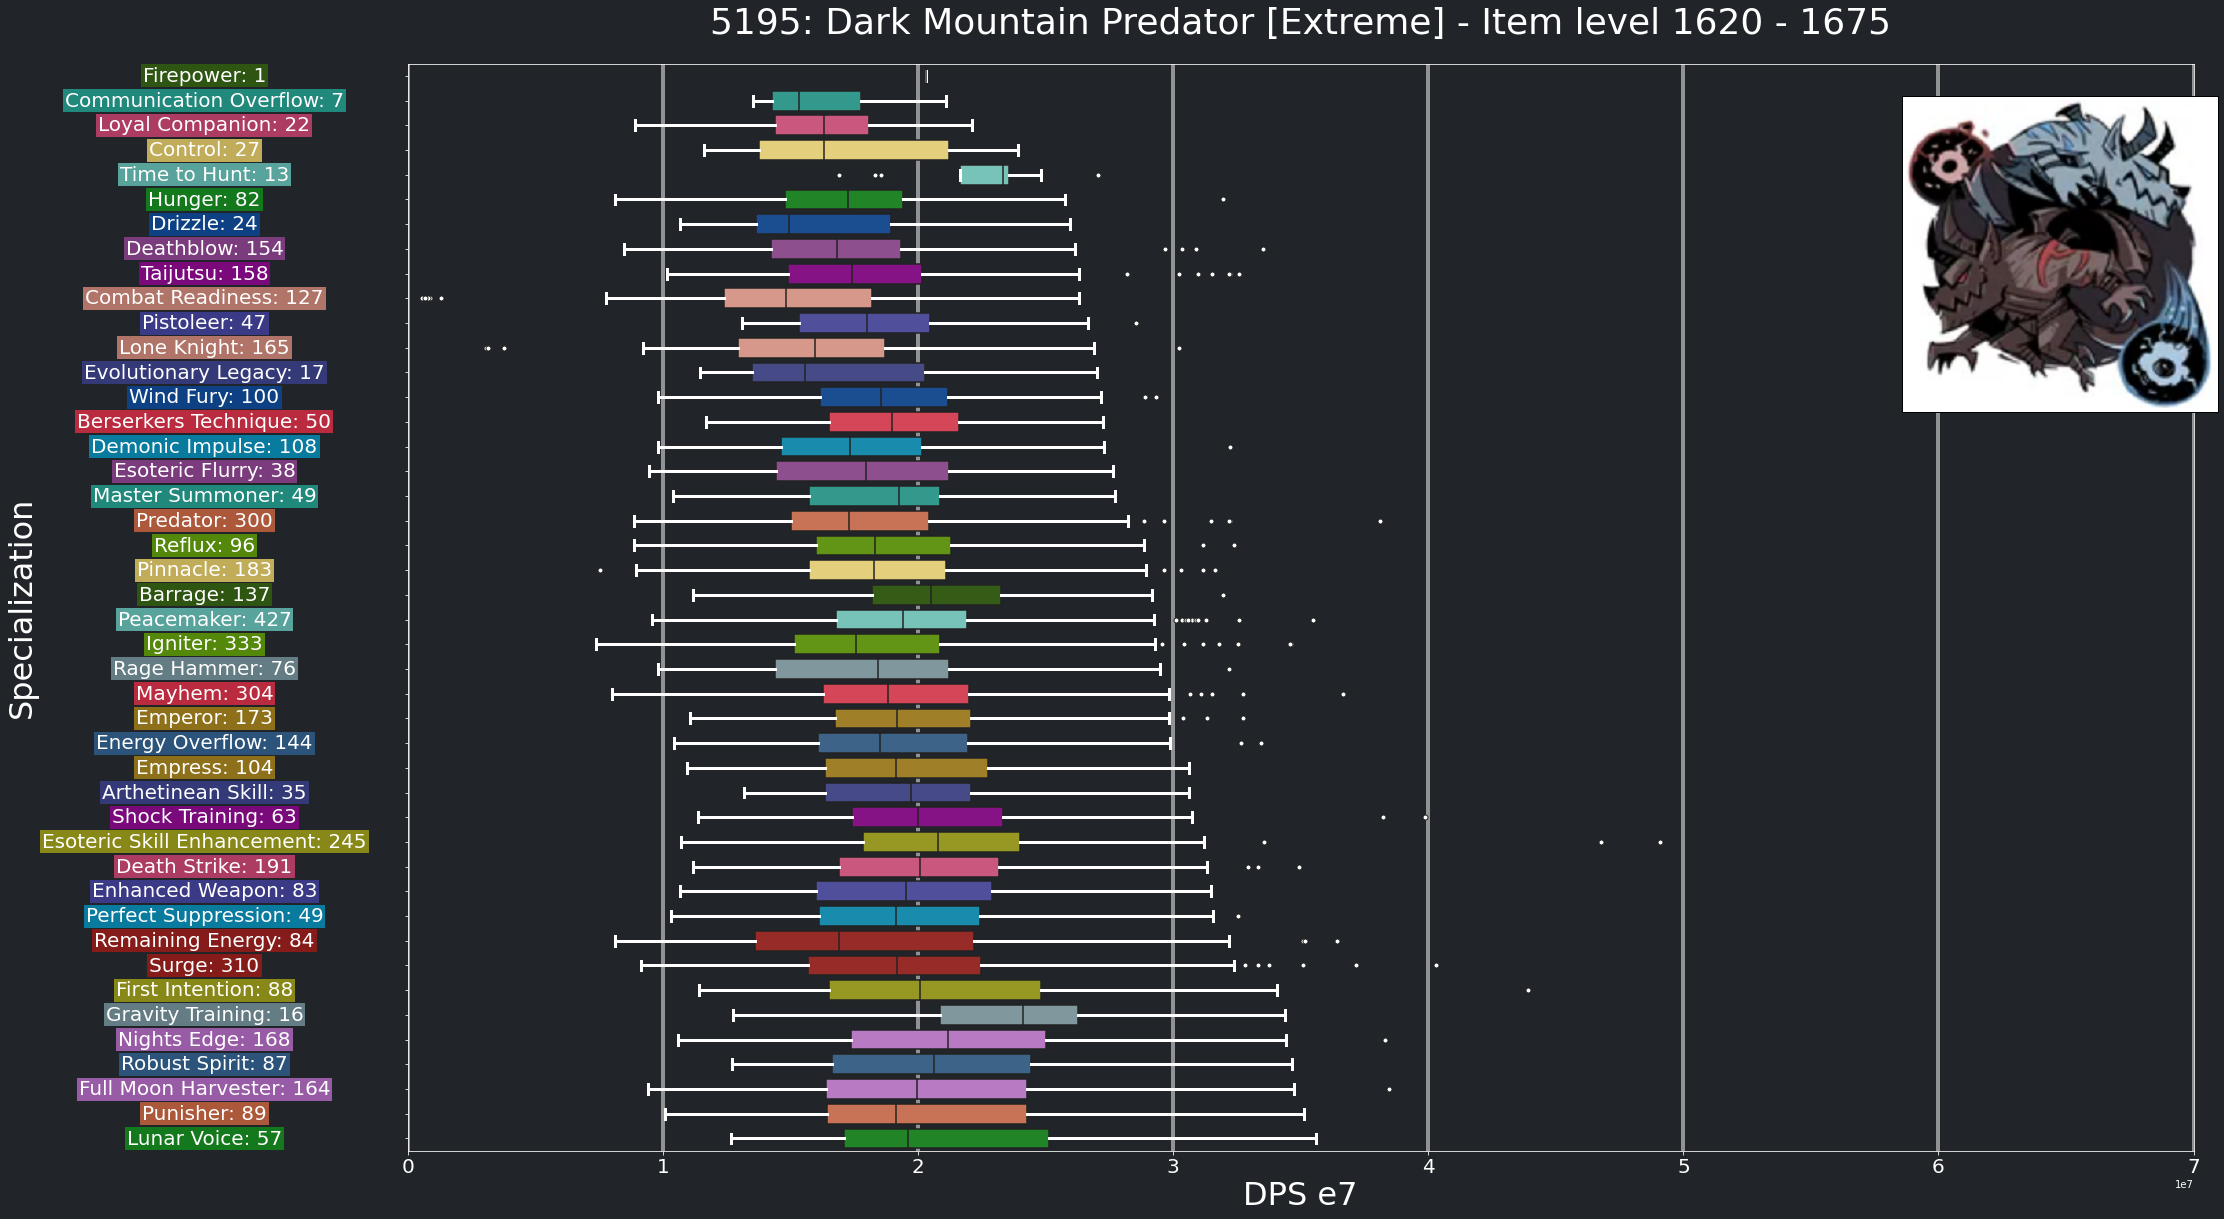 5195: Dark Mountain Predator [Extreme] - Item level 1620 - 1675
Specialization
Firepower: 1
Communication Overflow: 7
Loyal Companion: 22
Control: 27
Time to Hunt: 13
Hunger: 82
Drizzle: 24
Deathblow: 154
Taijutsu: 158
Combat Readiness: 127
Pistoleer: 47
Lone Knight: 165
Evolutionary Legacy: 17
Wind Fury: 100
Berserkers Technique: 50
Demonic Impulse: 108
Esoteric Flurry: 38
Master Summoner: 49
Predator: 300
Reflux: 96
Pinnacle: 183
Barrage: 137
Peacemaker: 427
Igniter: 333
Rage Hammer: 76
Mayhem: 304
Emperor: 173
Energy Overflow: 144
Empress: 104
Arthetinean Skill: 35
Shock Training: 63
Esoteric Skill Enhancement: 245
Death Strike: 191
Enhanced Weapon: 83
Perfect Suppression: 49
Remaining Energy: 84
Surge: 310
First Intention: 88
Gravity Training: 16
Nights Edge: 168
Robust Spirit: 87
Full Moon Harvester: 164
Punisher: 89
Lunar Voice: 57
0 1 2 3 4 5 6 7
DPS e7
1e7